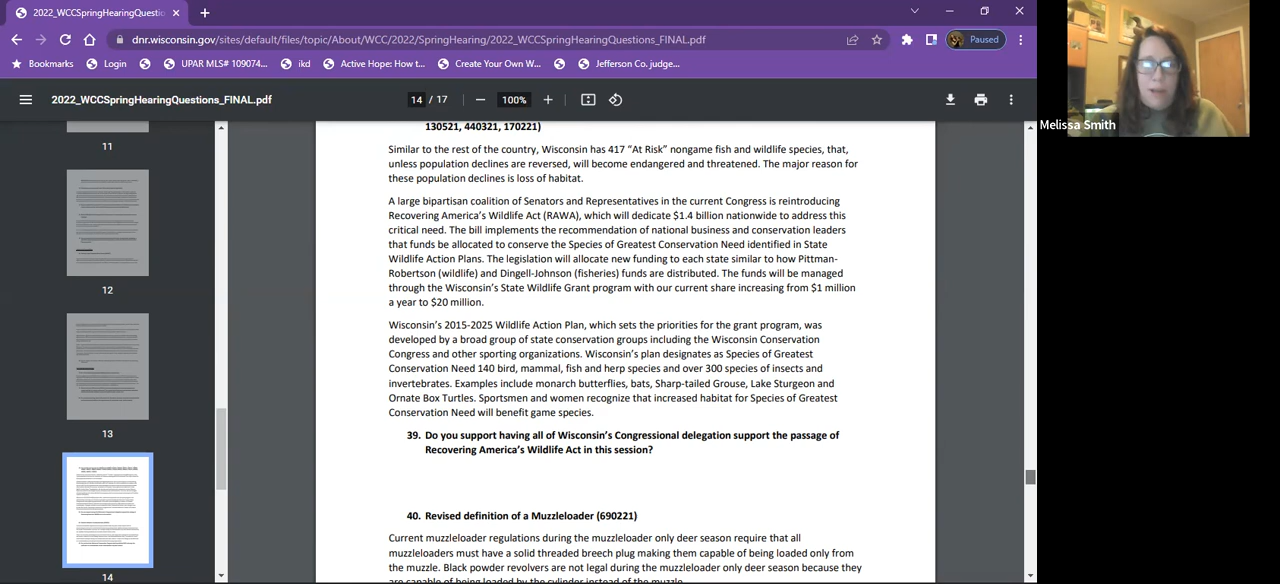 2022_WCCSpringHearingQuestio
dnr.wisconsin.gov/sites/default/files/topic/About/WCC/2022/SpringHearing/2022_WCCSpringHearingQuestions_FINAL.pdf
Paused
Bookmarks
Login
UPAR MLS# 109074...
ikd
Active Hope: How t...
Create Your Own W...
Jefferson Co. judge...
2022_WCCSpringHearingQuestions_FINAL.pdf
14 / 17
100%
Melissa Smith
11
12
13
14
130521, 440321, 170221)
Similar to the rest of the country, Wisconsin has 417 “At Risk” nongame fish and wildlife species, that,
unless population declines are reversed, will become endangered and threatened. The major reason for
these population declines is loss of habitat.
A large bipartisan coalition of Senators and Representatives in the current Congress is reintroducing
Recovering America’s Wildlife Act (RAWA), which will dedicate $1.4 billion nationwide to address this
critical need. The bill implements the recommendation of national business and conservation leaders
that funds be allocated to conserve the Species of Greatest Conservation Need identified in State
Wildlife Action Plans. The legislation will allocate new funding to each state similar to how Pittman-
Robertson (wildlife) and Dingell-Johnson (fisheries) funds are distributed. The funds will be managed
through the Wisconsin’s State Wildlife Grant program with our current share increasing from $1 million
a year to $20 million.
Wisconsin’s 2015-2025 Wildlife Action Plan, which sets the priorities for the grant program, was
developed by a broad group of state conservation groups including the Wisconsin Conservation
Congress and other sporting organizations. Wisconsin’s plan designates as Species of Greatest
Conservation Need 140 bird, mammal, fish and herp species and over 300 species of insects and
invertebrates. Examples include monarch butterflies, bats, Sharp-tailed Grouse, Lake Sturgeon and
Ornate Box Turtles. Sportsmen and women recognize that increased habitat for Species of Greatest
Conservation Need will benefit game species.
39. Do you support having all of Wisconsin’s Congressional delegation support the passage of
Recovering America’s Wildlife Act in this session?
40. Revised definition of a Muzzleloader (690221)
Current muzzleloader regulations during the muzzleloader only deer season require that all
muzzleloaders must have a solid threaded breech plug making them capable of being loaded only from
the muzzle. Black powder revolvers are not legal during the muzzleloader only deer season because they
are capable of being loaded by the cylinder instead of the muzzle.